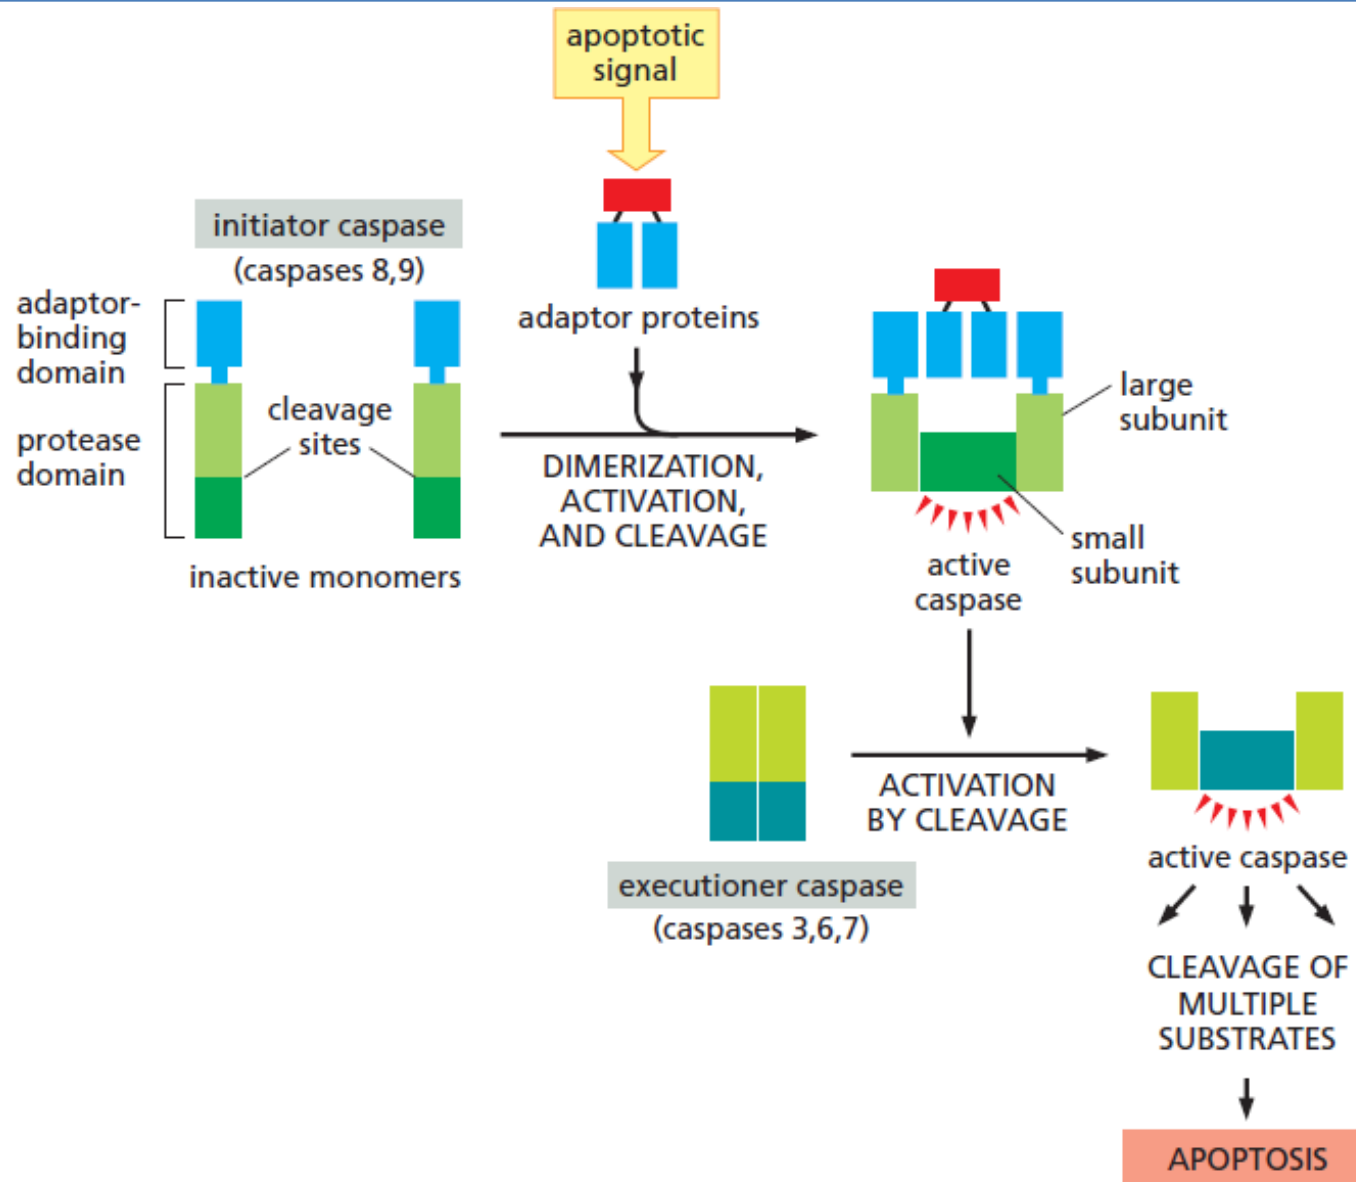 apoptotic
signal
initiator caspase
(caspases 8,9)
adaptor-
binding
domain
protease
domain
cleavage
sites
inactive monomers
adaptor proteins
DIMERIZATION,
ACTIVATION,
AND CLEAVAGE
large
subunit
small
subunit
active
caspase
executioner caspase
(caspases 3,6,7)
ACTIVATION
BY CLEAVAGE
active caspase
CLEAVAGE OF
MULTIPLE
SUBSTRATES
APOPTOSIS